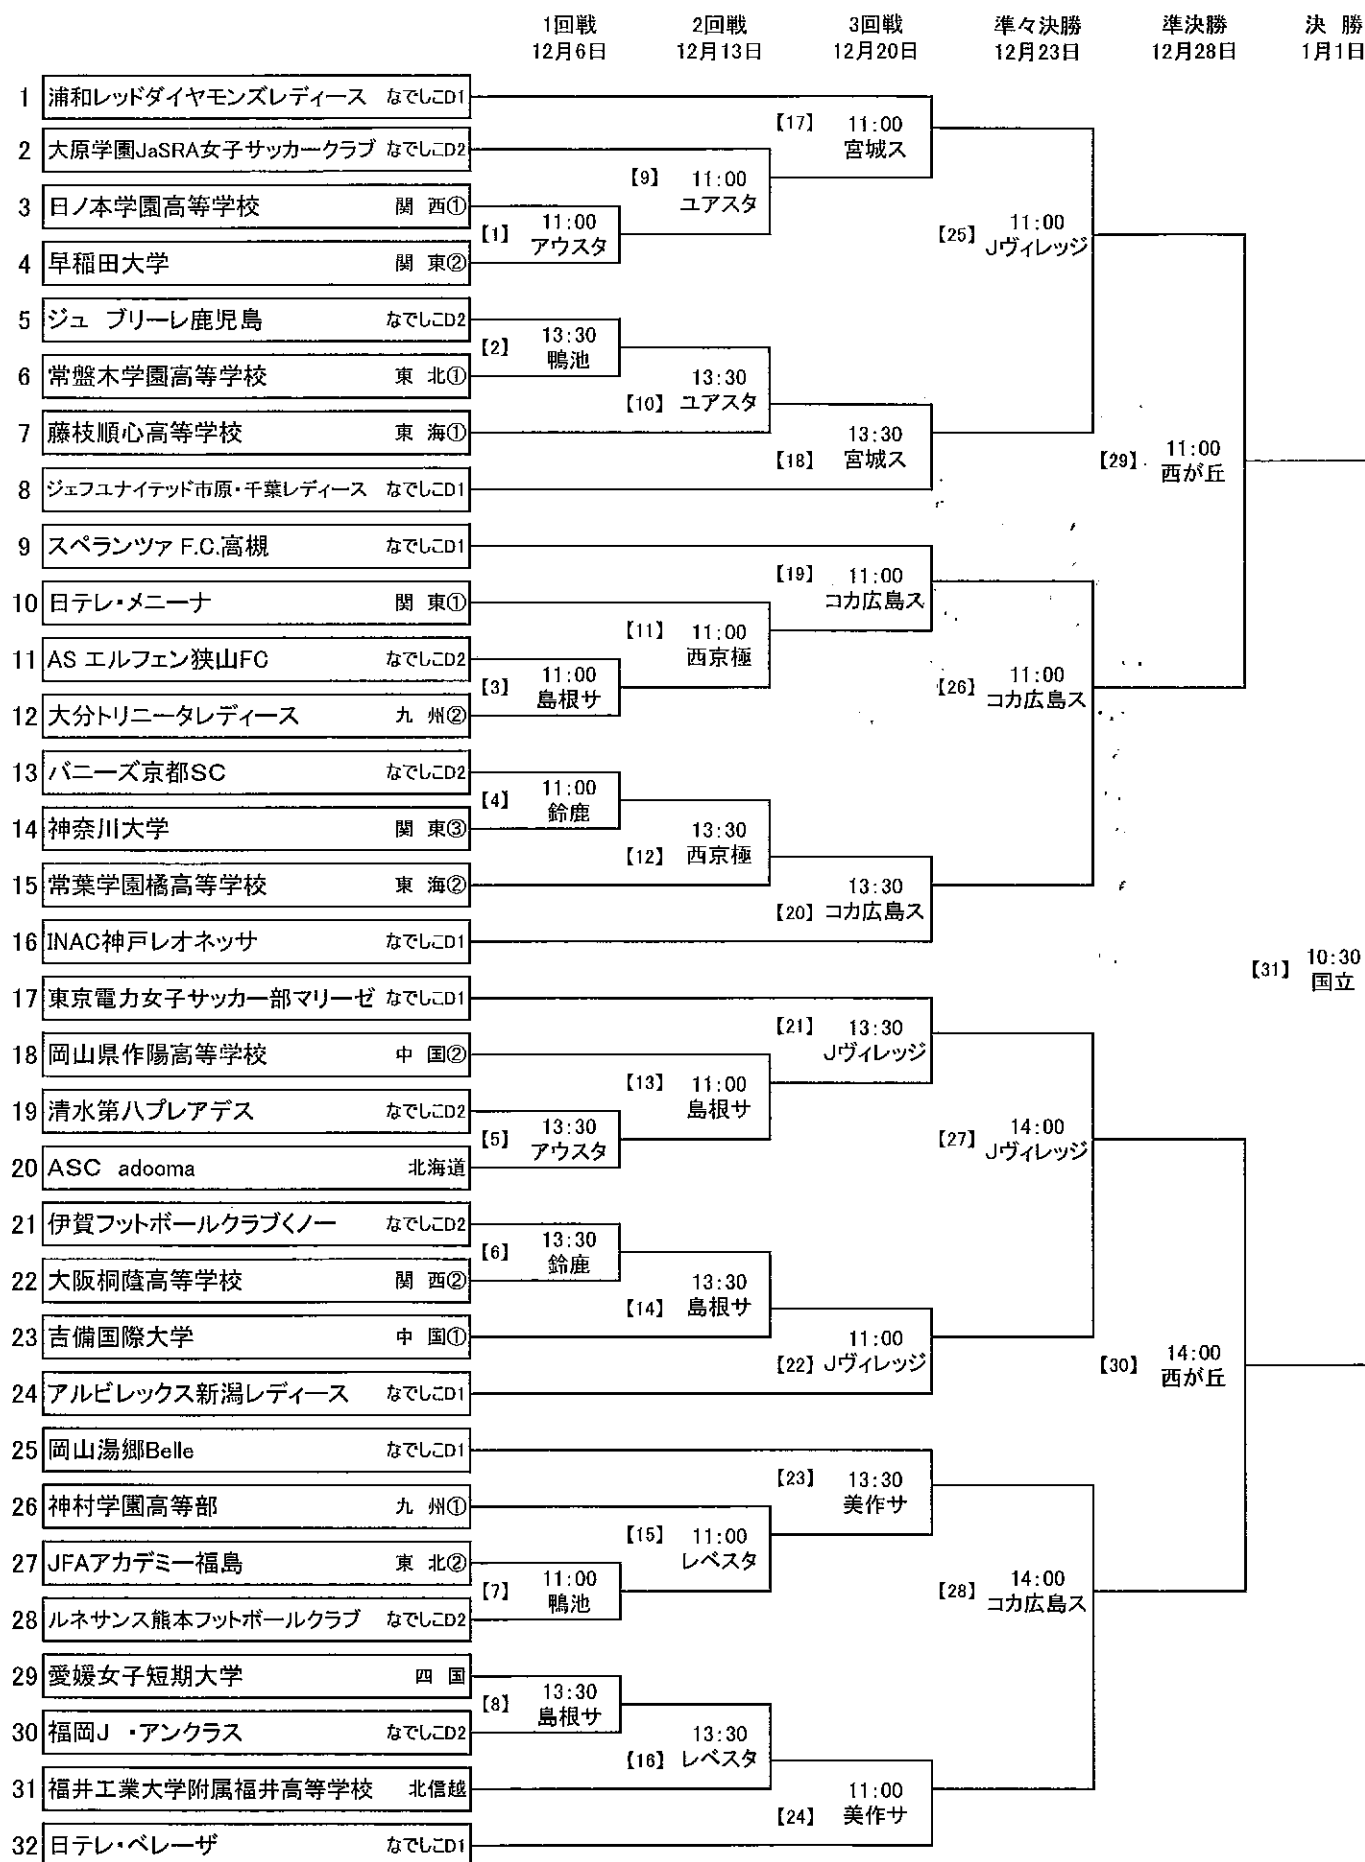 1回戦 2回戦 3回戦 準々決勝 準決勝 決 勝
12月6日 12月13日 12月20日 12月23日 12月28日 1月1日
1 浦和レッドダイヤモンズレディース なでしこD1
【17】 11:00
宮城ス
2 大原学園JaSRA女子サッカークラブ なでしこD2
【9】 11:00
ユアスタ
3 日ノ本学園高等学校 関 西①
【1】 11:00
アウスタ
【25】 11:00
Jヴィレッジ
4 早稲田大学 関 東②
5 ジュ ブリーレ鹿児島 なでしこD2
【2】 13:30
鴨池
6 常盤木学園高等学校 東 北①
【10】 13:30
ユアスタ
7 藤枝順心高等学校 東 海①
【18】 13:30
宮城ス
【29】 11:00
西が丘
8 ジェフユナイテッド市原・千葉レディース なでしこD1
9 スペランツァ F.C.高槻 なでしこD1
【19】 11:00
コカ広島ス
10 日テレ・メニーナ 関 東①
【11】 11:00
西京極
11 AS エルフェン狭山FC なでしこD2
【3】 11:00
島根サ
【26】 11:00
コカ広島ス
12 大分トリニータレディース 九 州②
13 バニーズ京都SC なでしこD2
【4】 11:00
鈴鹿
14 神奈川大学 関 東③
【12】 13:30
西京極
15 常葉学園橘高等学校 東 海②
【20】 13:30
コカ広島ス
16 INAC神戸レオネッサ なでしこD1
【31】 10:30
国立
17 東京電力女子サッカー部マリーゼ なでしこD1
【21】 13:30
Jヴィレッジ
18 岡山県作陽高等学校 中 国②
【13】 11:00
島根サ
19 清水第八プレアデス なでしこD2
【5】 13:30
アウスタ
【27】 14:00
Jヴィレッジ
20 ASC adooma 北海道
21 伊賀フットボールクラブくノ一 なでしこD2
【6】 13:30
鈴鹿
22 大阪桐蔭高等学校 関 西②
【14】 13:30
島根サ
23 吉備国際大学 中 国①
【22】 11:00
Jヴィレッジ
【30】 14:00
西が丘
24 アルビレックス新潟レディース なでしこD1
25 岡山湯郷Belle なでしこD1
【23】 13:30
美作サ
26 神村学園高等部 九 州①
【15】 11:00
レベスタ
27 JFAアカデミー福島 東 北②
【7】 11:00
鴨池
【28】 14:00
コカ広島ス
28 ルネサンス熊本フットボールクラブ なでしこD2
29 愛媛女子短期大学 四 国
【8】 13:30
島根サ
30 福岡J ・アンクラス なでしこD2
【16】 13:30
レベスタ
31 福井工業大学附属福井高等学校 北信越
【24】 11:00
美作サ
32 日テレ・ベレーザ なでしこD1